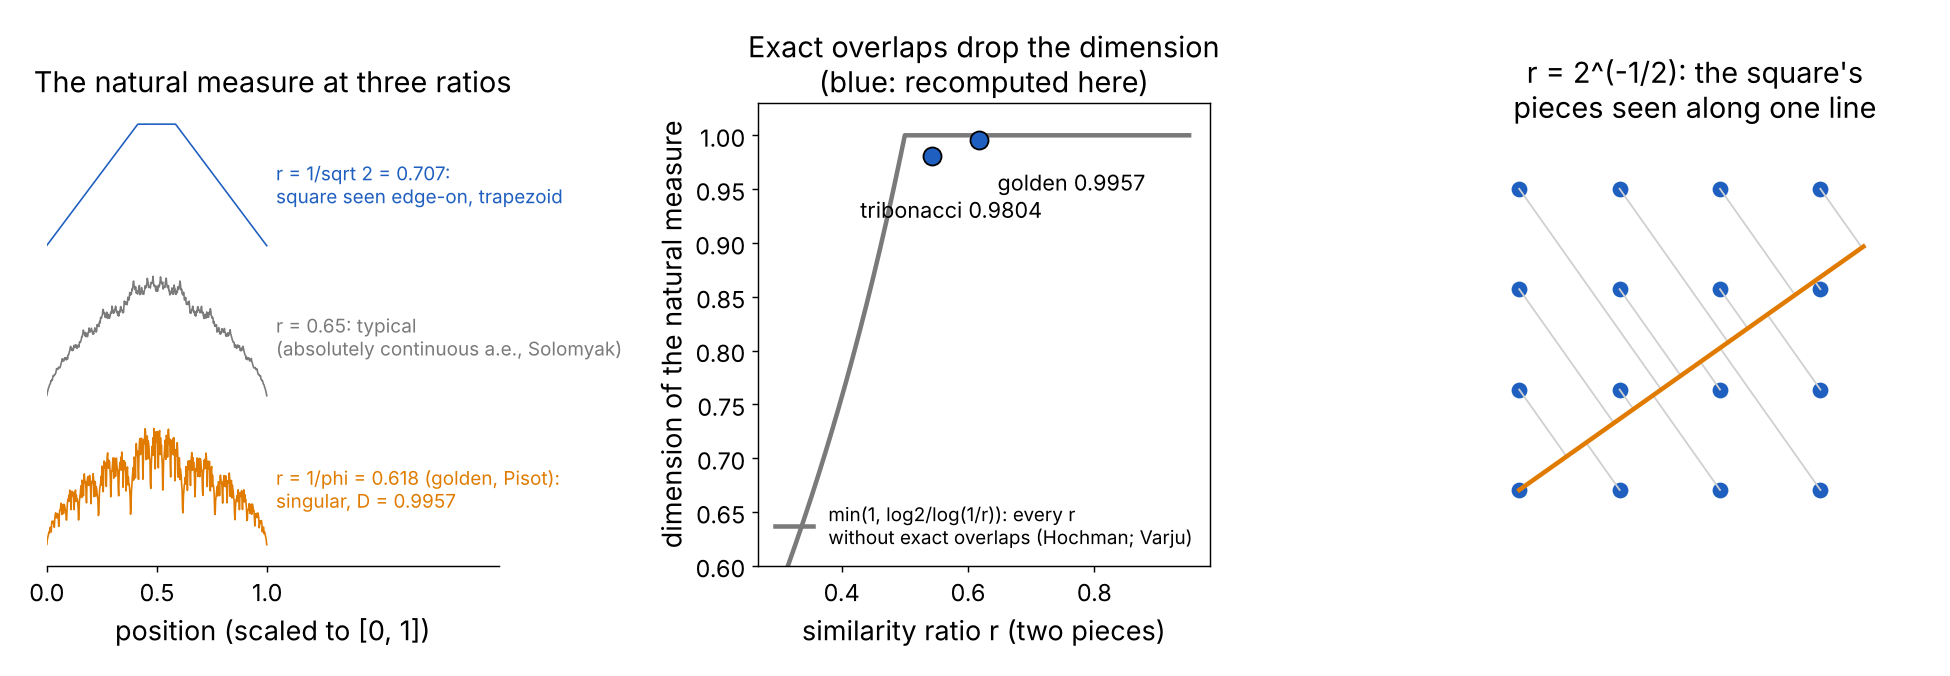 The natural measure at three ratios
r = 1/sqrt 2 = 0.707:
square seen edge-on, trapezoid
r = 0.65: typical
(absolutely continuous a.e., Solomyak)
r = 1/phi = 0.618 (golden, Pisot):
singular, D = 0.9957
0.0
0.5
1.0
position (scaled to [0, 1])
Exact overlaps drop the dimension
(blue: recomputed here)
dimension of the natural measure
1.00
0.95
0.90
0.85
0.80
0.75
0.70
0.65
0.60
golden 0.9957
tribonacci 0.9804
min(1, log2/log(1/r)): every r
without exact overlaps (Hochman; Varju)
0.4
0.6
0.8
similarity ratio r (two pieces)
r = 2^(-1/2): the square's
pieces seen along one line